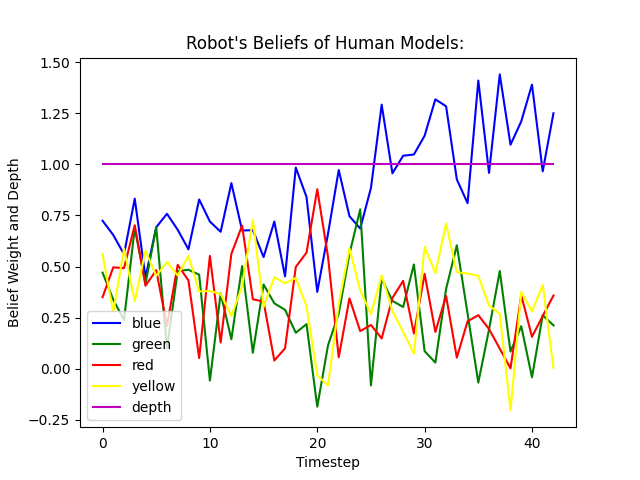 Robot's Beliefs of Human Models:
Belief Weight and Depth
1.50
1.25
1.00
0.75
0.50
0.25
0.00
−0.25
blue
green
red
yellow
depth
0 10 20 30 40
Timestep